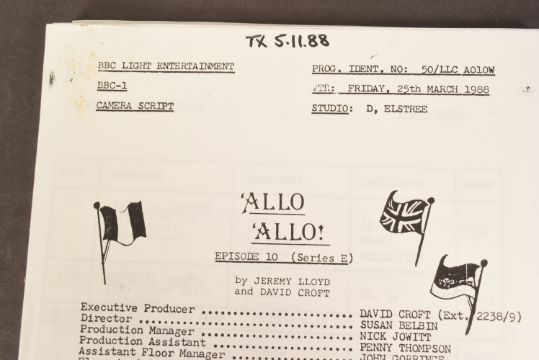 TX 5.11.88
BBC LIGHT ENTERTAINMENT PROG. IDENT. NO: 50/LLC A010W
BBC-1 VTR: FRIDAY, 25th MARCH 1988
CAMERA SCRIPT STUDIO: D, ELSTREE
'ALLO
'ALLO!
EPISODE 10 (Series E)
by JEREMY LLOYD
and DAVID CROFT
Executive Producer DAVID CROFT (Ext. 2238/9)
Director SUSAN BELBIN
Production Manager NICK JOWITT
Production Assistant PENNY THOMPSON
Assistant Floor Manager JOHN